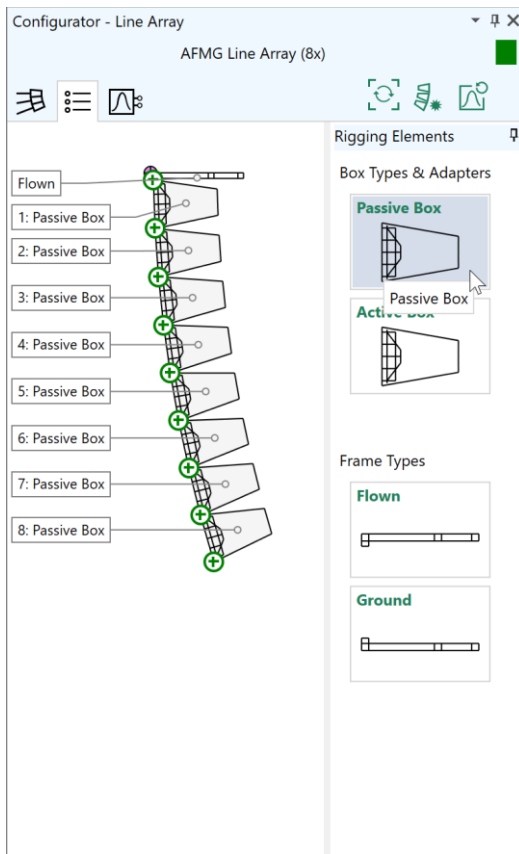 Configurator - Line Array
AFMG Line Array (8x)
Rigging Elements
Flown
1: Passive Box
2: Passive Box
3: Passive Box
4: Passive Box
5: Passive Box
6: Passive Box
7: Passive Box
8: Passive Box
Box Types & Adapters
Passive Box
Passive Box
Active Box
Frame Types
Flown
Ground